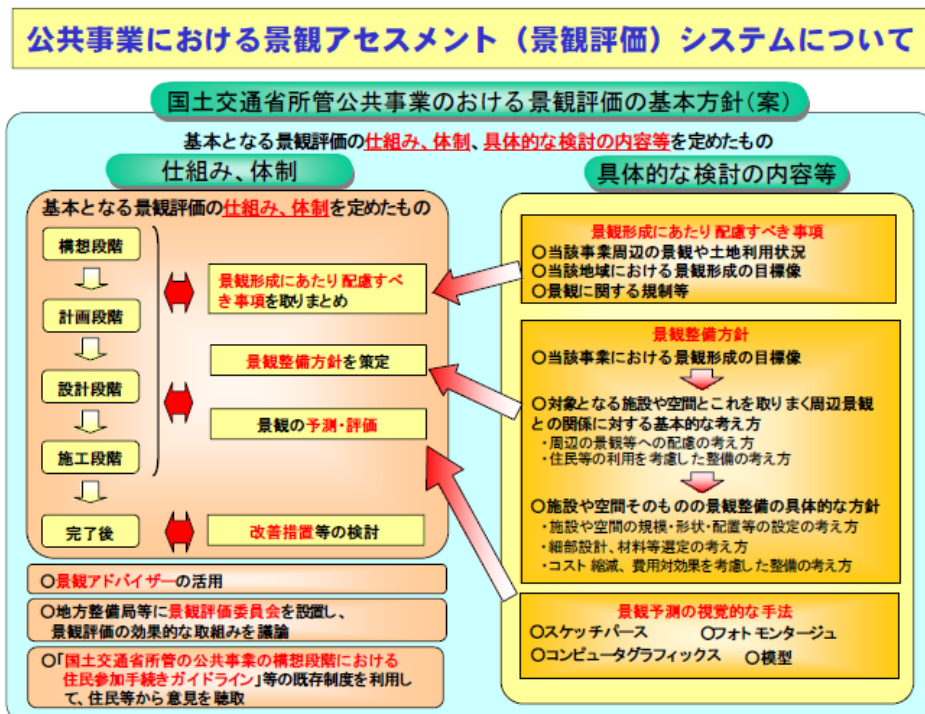 公共事業における景観アセスメント（景観評価）システムについて
国土交通省所管公共事業のおける景観評価の基本方針(案)
基本となる景観評価の仕組み、体制、具体的な検討の内容等を定めたもの
仕組み、体制
基本となる景観評価の仕組み、体制を定めたもの
構想段階
計画段階
設計段階
施工段階
完了後
景観形成にあたり配慮すべ
き事項を取りまとめ
景観整備方針を策定
景観の予測・評価
改善措置等の検討
○景観アドバイザーの活用
○地方整備局等に景観評価委員会を設置し、
景観評価の効果的な取組みを議論
○「国土交通省所管の公共事業の構想段階における
住民参加手続きガイドライン」等の既存制度を利用し
て、住民等から意見を聴取
具体的な検討の内容等
景観形成にあたり配慮すべき事項
○当該事業周辺の景観や土地利用状況
○当該地域における景観形成の目標像
○景観に関する規制等
景観整備方針
○当該事業における景観形成の目標像
○対象となる施設や空間とこれを取りまく周辺景観
との関係に対する基本的な考え方
・周辺の景観等への配慮の考え方
・住民等の利用を考慮した整備の考え方
○施設や空間そのものの景観整備の具体的な方針
・施設や空間の規模・形状・配置等の設定の考え方
・細部設計、材料等選定の考え方
・コスト縮減、費用対効果を考慮した整備の考え方
景観予測の視覚的な手法
○スケッチパース ○フォトモンタージュ
○コンピュータグラフィックス ○模型